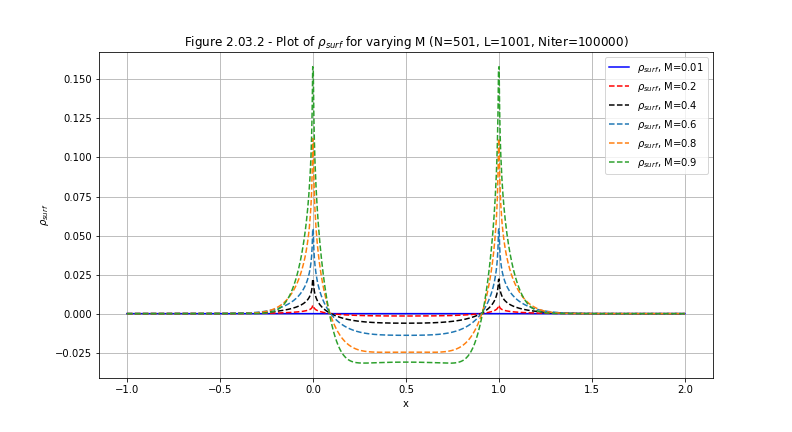 Figure 2.03.2 - Plot of ρsurf for varying M (N=501, L=1001, Niter=100000)
0.150
0.125
0.100
0.075
0.050
0.025
0.000
−0.025
ρsurf
ρsurf, M=0.01
ρsurf, M=0.2
ρsurf, M=0.4
ρsurf, M=0.6
ρsurf, M=0.8
ρsurf, M=0.9
−1.0 −0.5 0.0 0.5 1.0 1.5 2.0
x